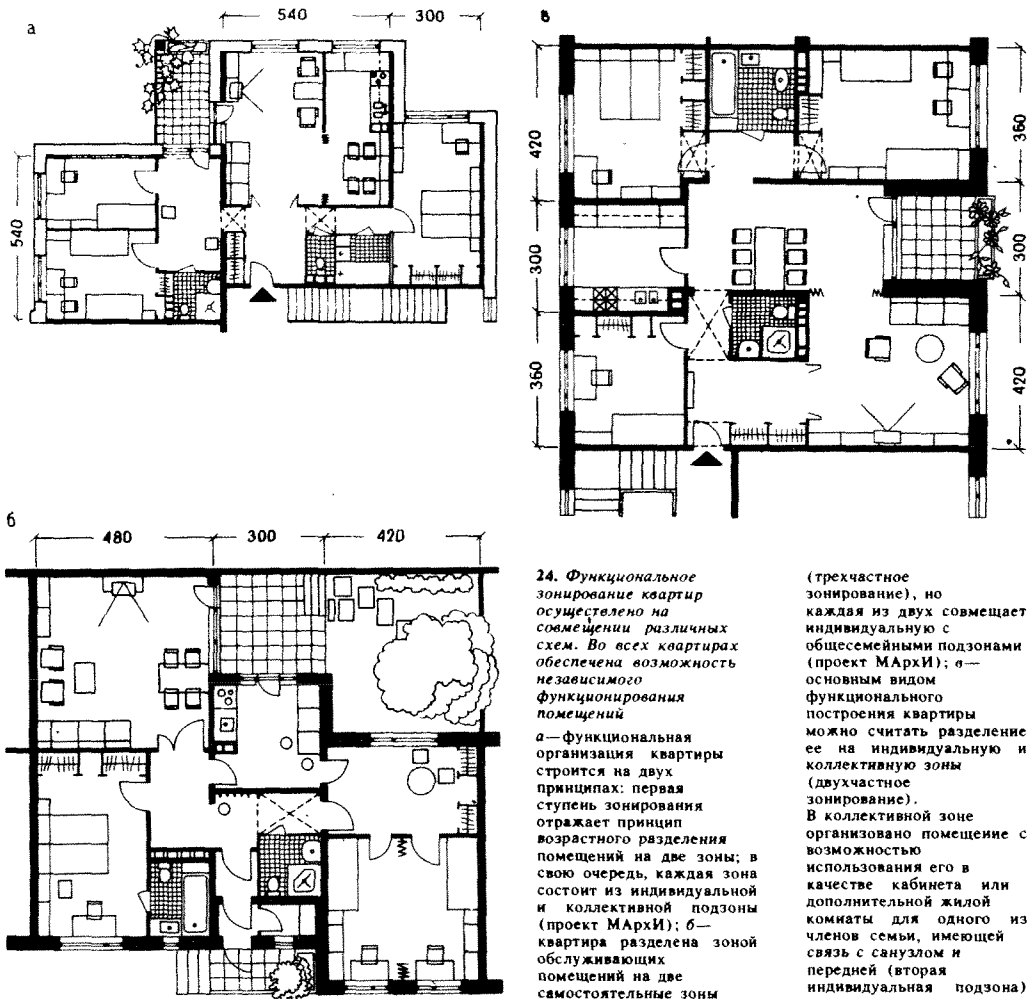 а
540
300
540
в
420
300
360
360
300
420
б
480
300
420
24. Функциональное
зонирование квартир
осуществлено на
совмещении различных
схем. Во всех квартирах
обеспечена возможность
независимого
функционирования
помещений
а—функциональная
организация квартиры
строится на двух
принципах: первая
ступень зонирования
отражает принцип
возрастного разделения
помещений на две зоны; в
свою очередь, каждая зона
состоит из индивидуальной
и коллективной подзоны
(проект МАрхИ); б—
квартира разделена зоной
обслуживающих
помещений на две
самостоятельные зоны
(трехчастное
зонирование), но
каждая из двух совмещает
индивидуальную с
общесемейными подзонами
(проект МАрхИ); в—
основным видом
функционального
построения квартиры
можно считать разделение
ее на индивидуальную и
коллективную зоны
(двухчастное
зонирование).
В коллективной зоне
организовано помещение с
возможностью
использования его в
качестве кабинета или
дополнительной жилой
комнаты для одного из
членов семьи, имеющей
связь с санузлом и
передней (вторая
индивидуальная подзона)